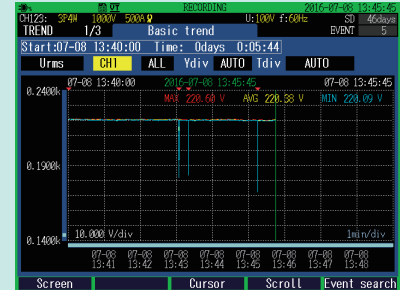 RECORDING 2016-07-08 13:45:45
CH123: 3P4W 1000V 500A U:100V f:60Hz SD 46days
TREND 1/3 Basic trend EVENT 5
Start:07-08 13:40:00 Time: 0days 0:05:44
Urms CH1 ALL Ydiv AUTO Tdiv AUTO
07-08 13:40:00 2016-07-08 13:45:45 07-08 13:45:45
0.2400k MAX 220.60 V AVG 220.38 V MIN 220.09 V
0.1900k
10.000 V/div 1min/div
0.1400k
07-08 07-08 07-08 07-08 07-08 07-08 07-08 07-08
13:41 13:42 13:43 13:44 13:45 13:46 13:47 13:48
Screen Cursor Scroll Event search